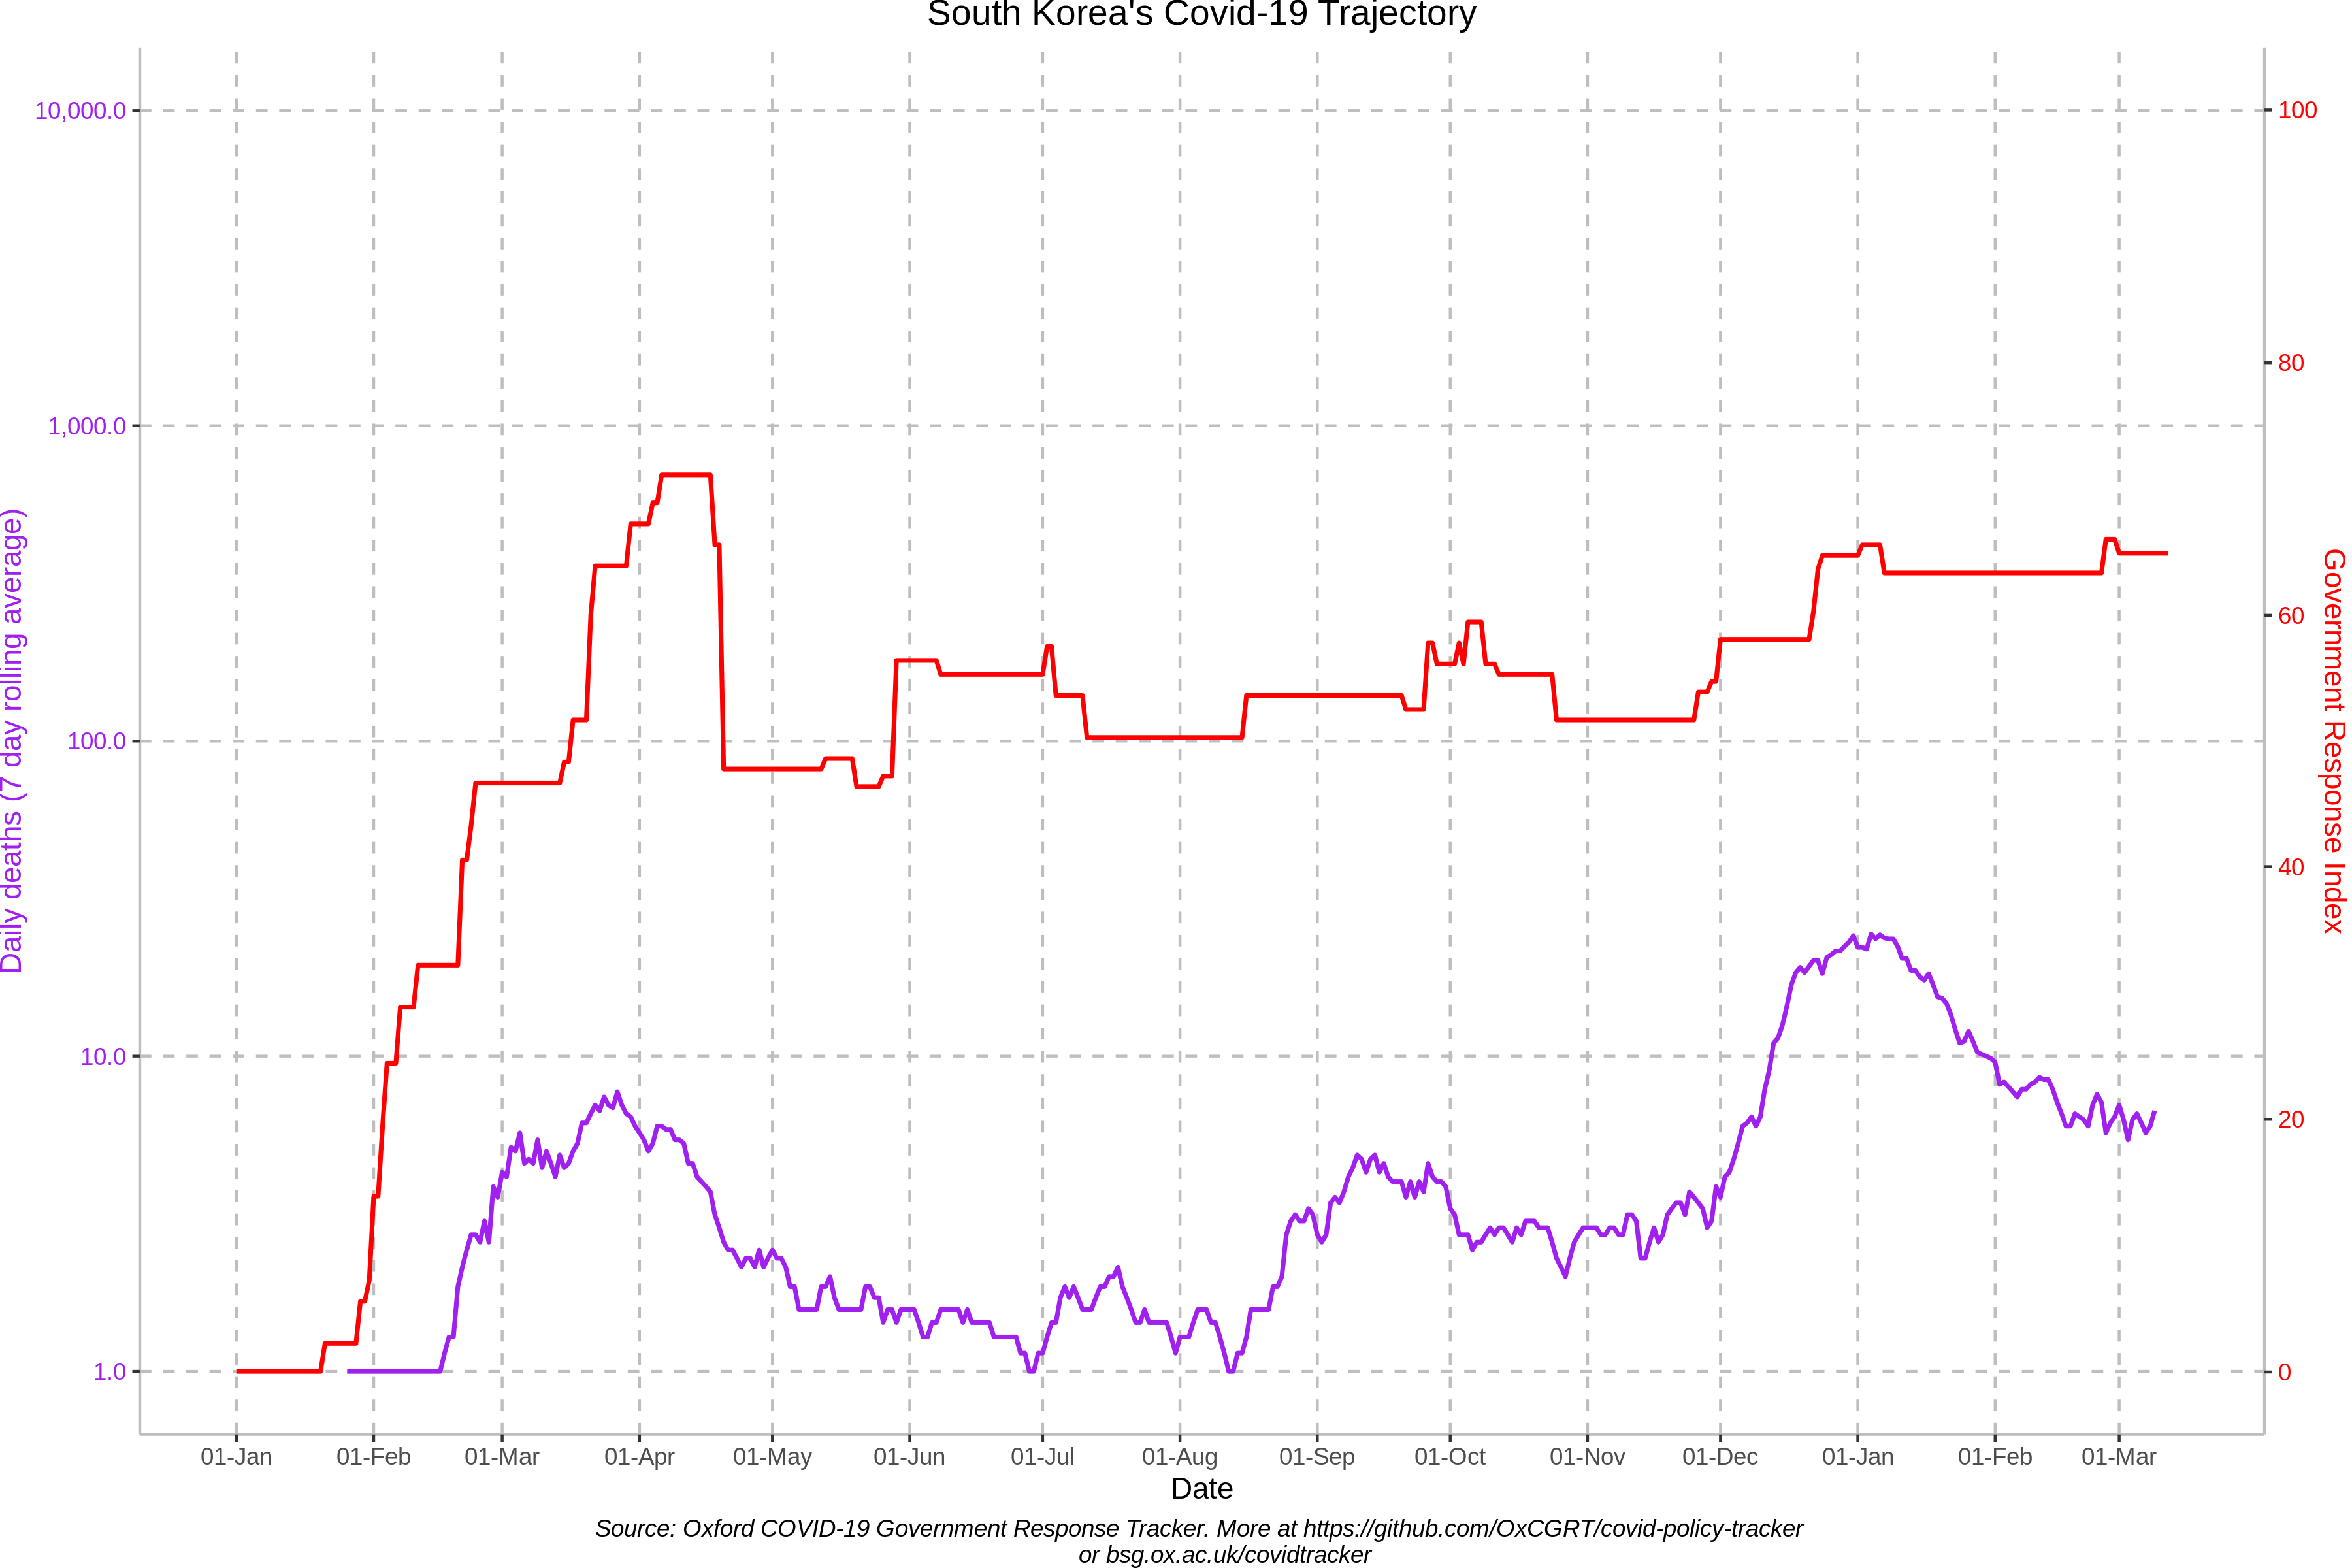 South Korea's Covid-19 Trajectory
10,000.0
1,000.0
100.0
10.0
1.0
Daily deaths (7 day rolling average)
100
80
60
40
20
0
Government Response Index
01-Jan 01-Feb 01-Mar 01-Apr 01-May 01-Jun 01-Jul 01-Aug 01-Sep 01-Oct 01-Nov 01-Dec 01-Jan 01-Feb 01-Mar
Date
Source: Oxford COVID-19 Government Response Tracker. More at https://github.com/OxCGRT/covid-policy-tracker
or bsg.ox.ac.uk/covidtracker